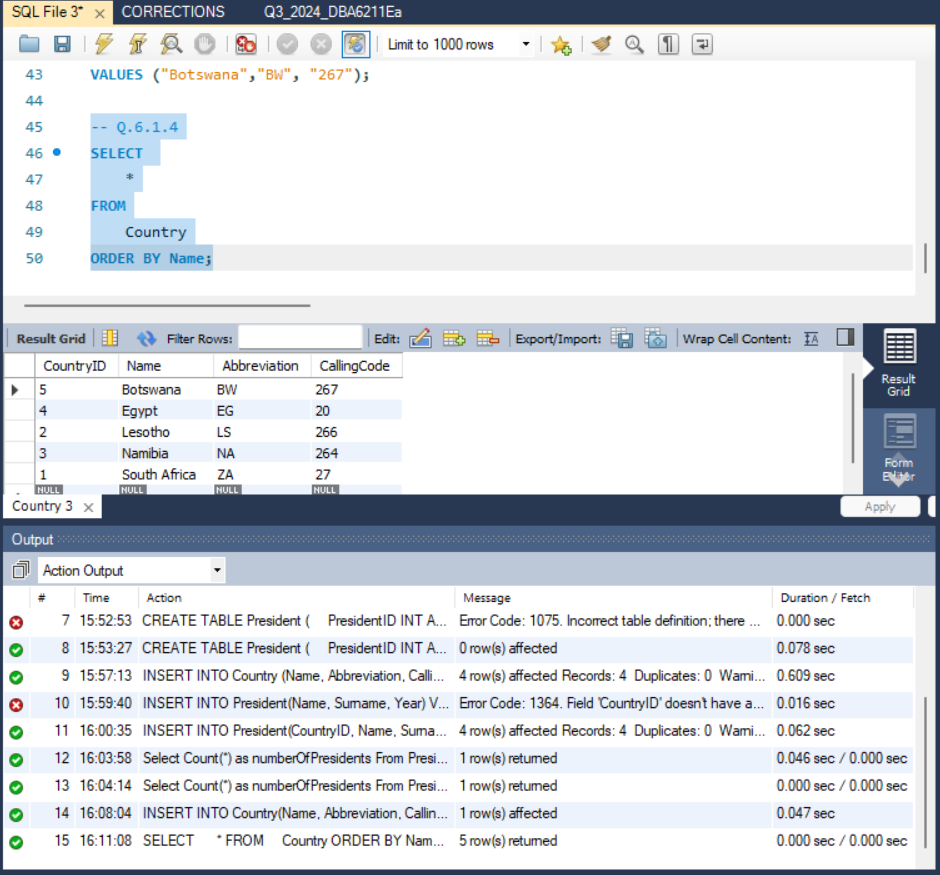 SQL File 3* × CORRECTIONS Q3_2024_DBA6211Ea
Limit to 1000 rows
43 VALUES ("Botswana","BW", "267");
44
45 -- Q.6.1.4
46 SELECT
47 *
48 FROM
49 Country
50 ORDER BY Name;
Result Grid Filter Rows: Edit: Export/Import: Wrap Cell Content: IA
CountryID Name Abbreviation CallingCode
5 Botswana BW 267
4 Egypt EG 20
2 Lesotho LS 266
3 Namibia NA 264
1 South Africa ZA 27
NULL NULL NULL NULL
Result
Grid
Form
Editor
Country 3 × Apply
Output
Action Output
# Time Action Message Duration / Fetch
7 15:52:53 CREATE TABLE President ( PresidentID INT A... Error Code: 1075. Incorrect table definition; there ... 0.000 sec
8 15:53:27 CREATE TABLE President ( PresidentID INT A... 0 row(s) affected 0.078 sec
9 15:57:13 INSERT INTO Country (Name, Abbreviation, Calli... 4 row(s) affected Records: 4 Duplicates: 0 Warni... 0.609 sec
10 15:59:40 INSERT INTO President(Name, Surname, Year) V... Error Code: 1364. Field 'CountryID' doesn't have a... 0.016 sec
11 16:00:35 INSERT INTO President(CountryID, Name, Surna... 4 row(s) affected Records: 4 Duplicates: 0 Warni... 0.062 sec
12 16:03:58 Select Count(*) as numberOfPresidents From Presi... 1 row(s) returned 0.046 sec / 0.000 sec
13 16:04:14 Select Count(*) as numberOfPresidents From Presi... 1 row(s) returned 0.000 sec / 0.000 sec
14 16:08:04 INSERT INTO Country(Name, Abbreviation, Callin... 1 row(s) affected 0.047 sec
15 16:11:08 SELECT * FROM Country ORDER BY Nam... 5 row(s) returned 0.000 sec / 0.000 sec